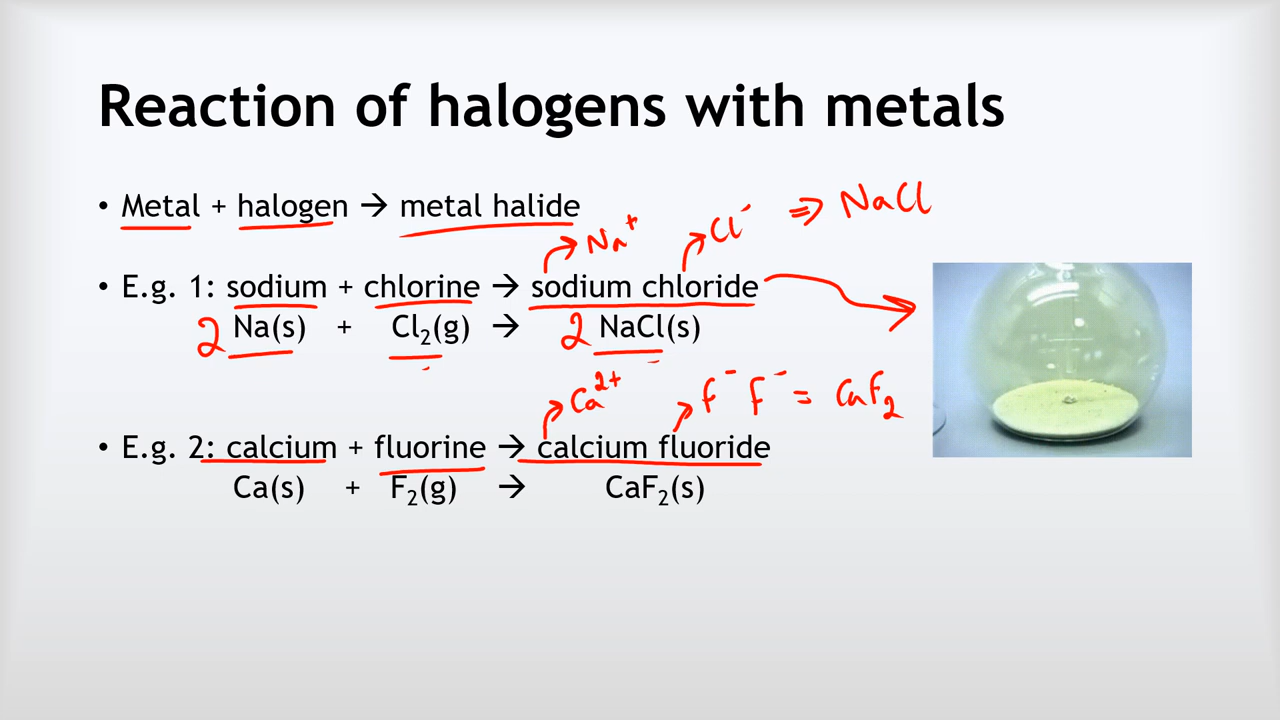 Reaction of halogens with metals
• Metal + halogen → metal halide
⇒ NaCl
Na⁺ Cl⁻
• E.g. 1: sodium + chlorine → sodium chloride
2 Na(s) + Cl₂(g) → 2 NaCl(s)
Ca²⁺ F⁻ F⁻ = CaF₂
• E.g. 2: calcium + fluorine → calcium fluoride
Ca(s) + F₂(g) → CaF₂(s)